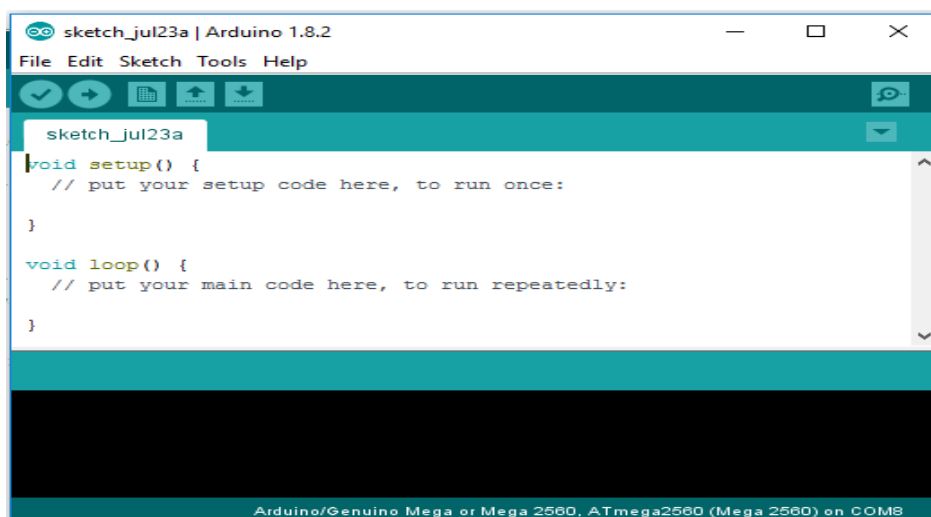 sketch_jul23a | Arduino 1.8.2
File Edit Sketch Tools Help
sketch_jul23a
void setup() {
// put your setup code here, to run once:
}
void loop() {
// put your main code here, to run repeatedly:
}
Arduino/Genuino Mega or Mega 2560, ATmega2560 (Mega 2560) on COM8